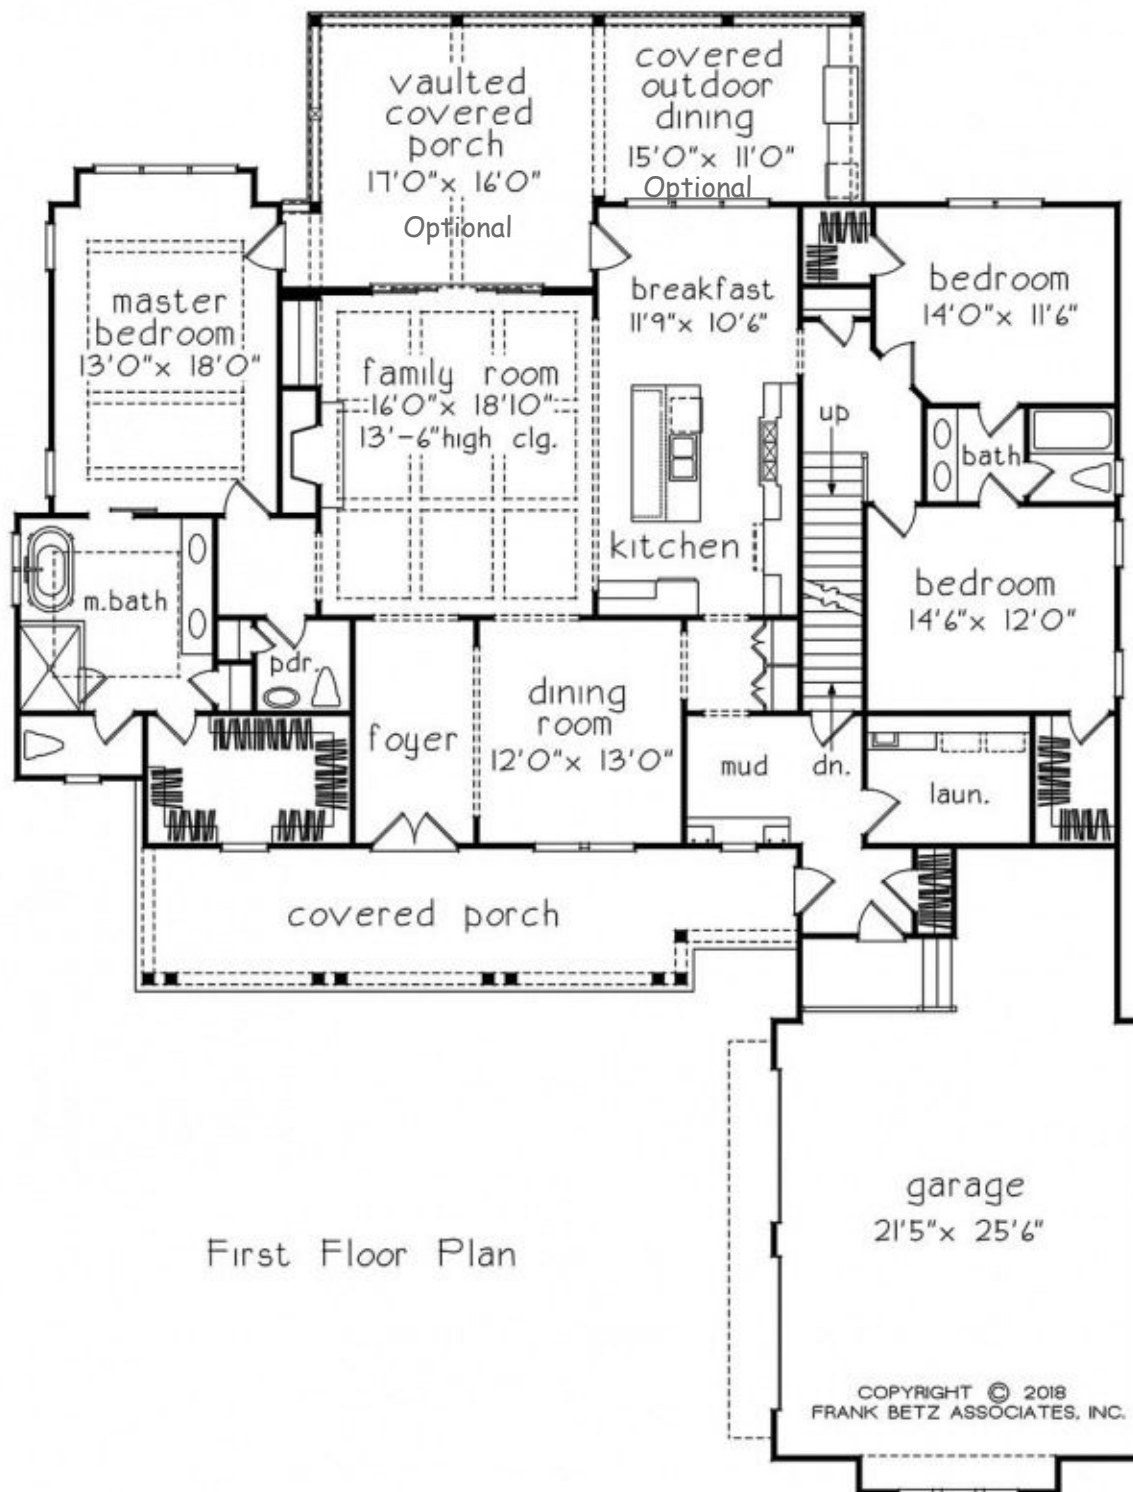 vaulted
covered
porch
17'0"x 16'0"
Optional
covered
outdoor
dining
15'0"x 11'0"
Optional
master
bedroom
13'0"x 18'0"
family room
16'0"x 18'10"
13'-6"high clg.
breakfast
11'9"x 10'6"
bedroom
14'0"x 11'6"
up
bath
kitchen
bedroom
14'6"x 12'0"
m.bath
pdr.
foyer
dining
room
12'0"x 13'0"
mud
dn.
laun.
covered porch
garage
21'5"x 25'6"
First Floor Plan
COPYRIGHT © 2018
FRANK BETZ ASSOCIATES, INC.